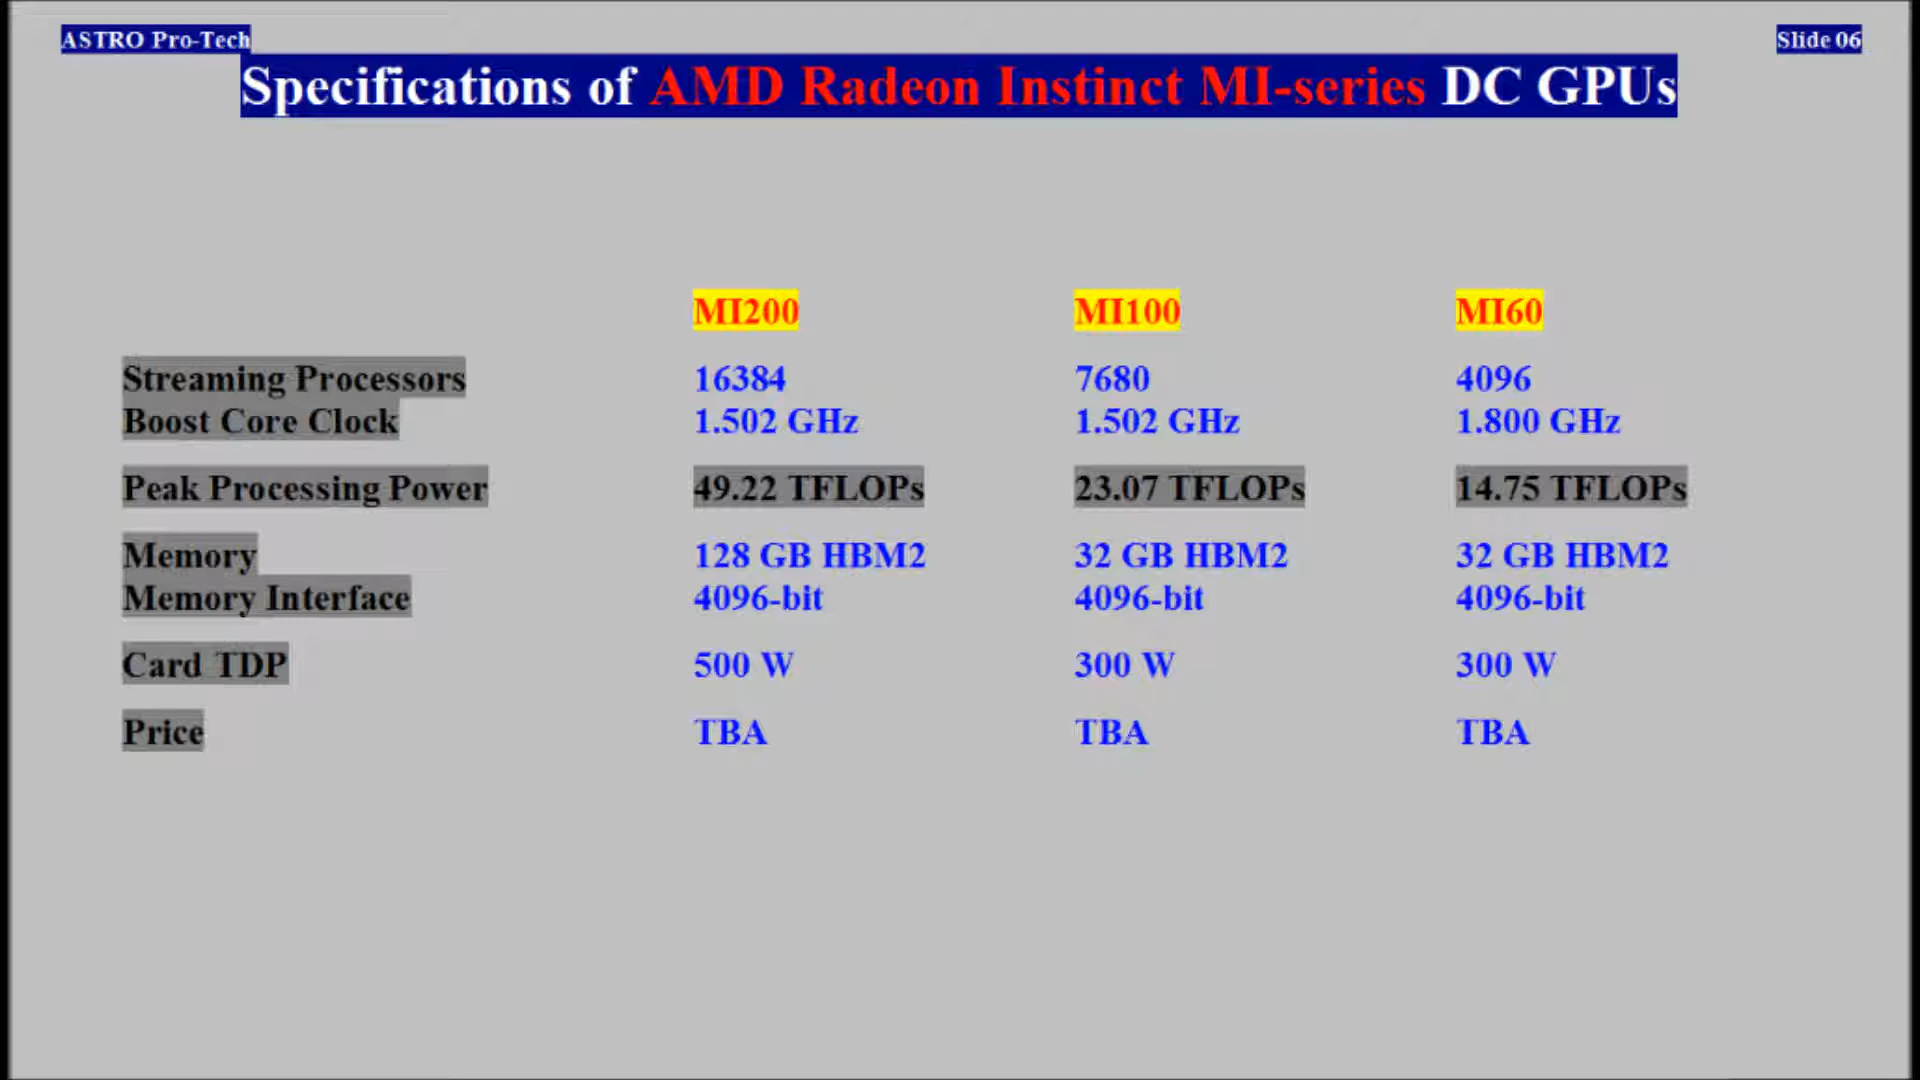 ASTRO Pro-Tech
Slide 06
Specifications of AMD Radeon Instinct MI-series DC GPUs
MI200 MI100 MI60
Streaming Processors 16384 7680 4096
Boost Core Clock 1.502 GHz 1.502 GHz 1.800 GHz
Peak Processing Power 49.22 TFLOPs 23.07 TFLOPs 14.75 TFLOPs
Memory 128 GB HBM2 32 GB HBM2 32 GB HBM2
Memory Interface 4096-bit 4096-bit 4096-bit
Card TDP 500 W 300 W 300 W
Price TBA TBA TBA